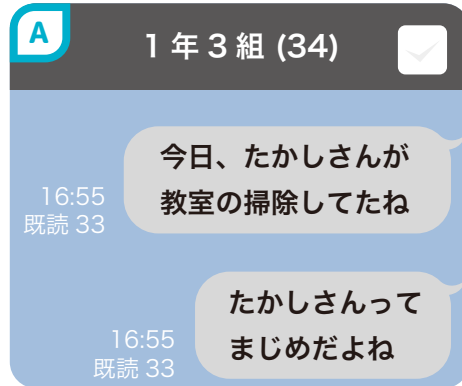 A
1年3組 (34)
今日、たかしさんが
教室の掃除してたね
16:55
既読 33
たかしさんって
まじめだよね
16:55
既読 33